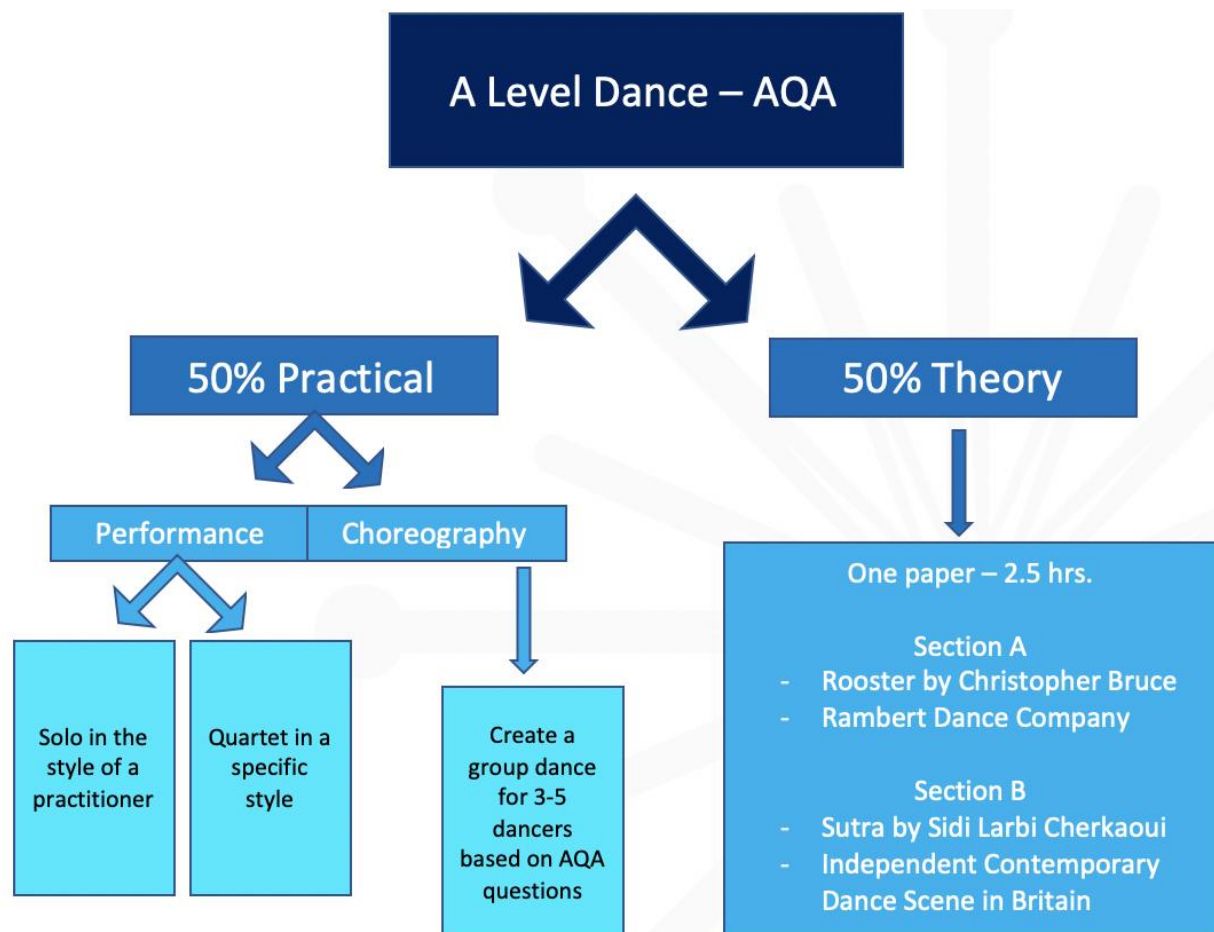 A Level Dance – AQA
50% Practical
50% Theory
Performance
Choreography
Solo in the
style of a
practitioner
Quartet in a
specific
style
Create a
group dance
for 3-5
dancers
based on AQA
questions
One paper – 2.5 hrs.
Section A
- Rooster by Christopher Bruce
- Rambert Dance Company
Section B
- Sutra by Sidi Larbi Cherkaoui
- Independent Contemporary
Dance Scene in Britain